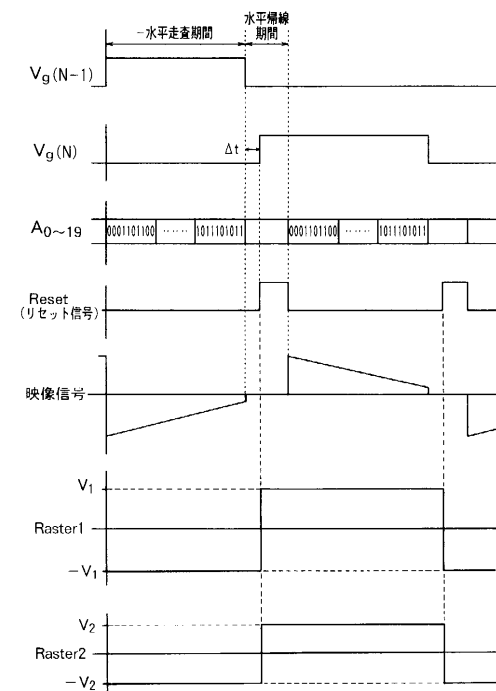 一水平走査期間
水平帰線
期間
Vg(N-1)
Vg(N)
Δt
A0~19
0001101100 ...... 1011101011 0001101100 ...... 1011101011
Reset
(リセット信号)
映像信号
V1
Raster1
-V1
V2
Raster2
-V2